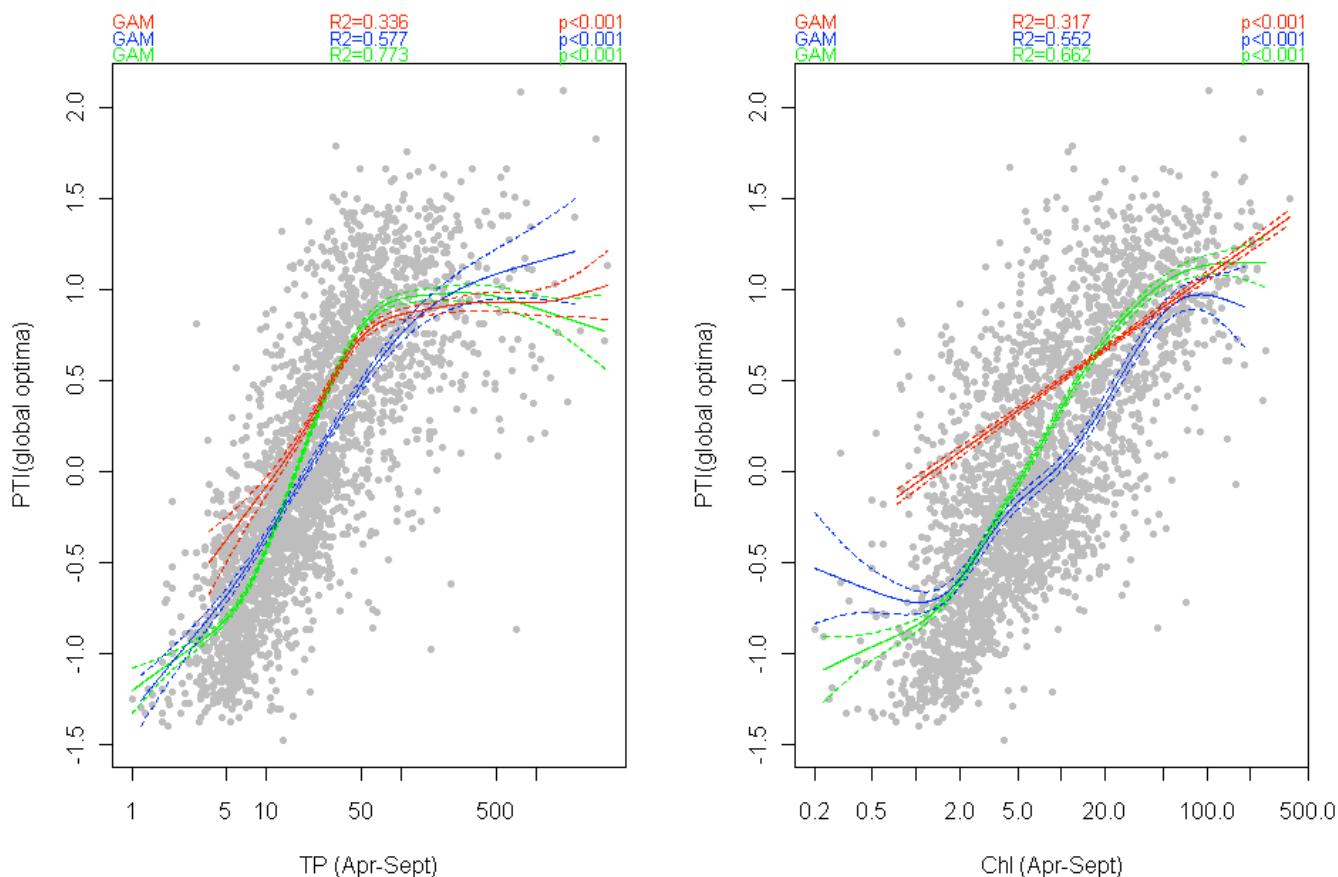 GAM R2=0.336 p<0.001
GAM R2=0.577 p<0.001
GAM R2=0.773 p<0.001
PTI(global optima)
2.0
1.5
1.0
0.5
0.0
-0.5
-1.0
-1.5
1 5 10 50 500
TP (Apr-Sept)
GAM R2=0.317 p<0.001
GAM R2=0.552 p<0.001
GAM R2=0.662 p<0.001
PTI(global optima)
2.0
1.5
1.0
0.5
0.0
-0.5
-1.0
-1.5
0.2 0.5 2.0 5.0 20.0 100.0 500.0
Chl (Apr-Sept)